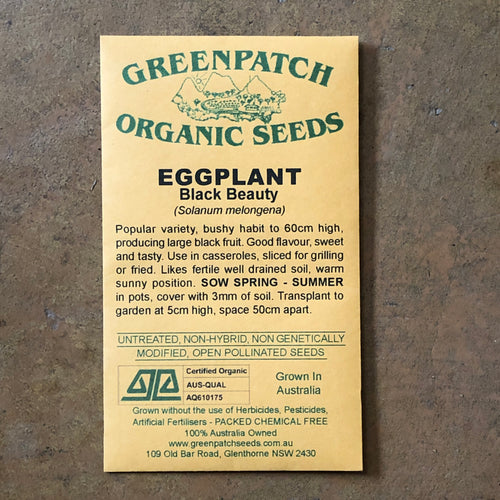 GREENPATCH
ORGANIC SEEDS
EGGPLANT
Black Beauty
(Solanum melongena)
Popular variety, bushy habit to 60cm high,
producing large black fruit. Good flavour, sweet
and tasty. Use in casseroles, sliced for grilling
or fried. Likes fertile well drained soil, warm
sunny position. SOW SPRING - SUMMER
in pots, cover with 3mm of soil. Transplant to
garden at 5cm high, space 50cm apart.
UNTREATED, NON-HYBRID, NON GENETICALLY
MODIFIED, OPEN POLLINATED SEEDS
Certified Organic
AUS-QUAL
AQ610175
Grown In
Australia
Grown without the use of Herbicides, Pesticides,
Artificial Fertilisers - PACKED CHEMICAL FREE
100% Australia Owned
www.greenpatchseeds.com.au
109 Old Bar Road, Glenthorne NSW 2430